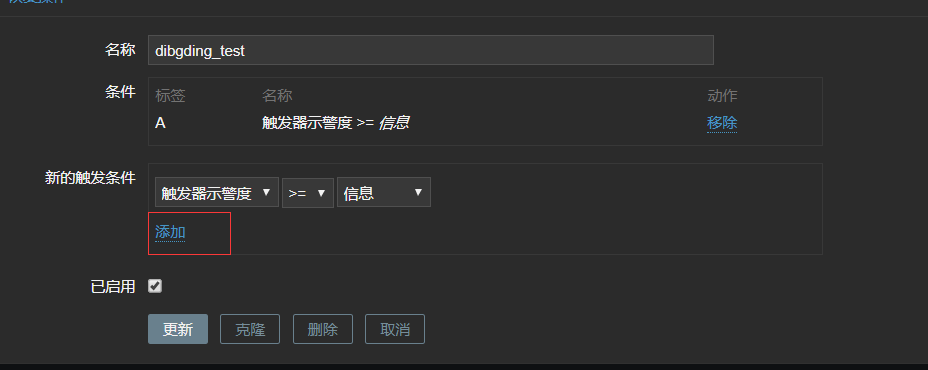 名称 dibgding_test
条件 标签 名称 动作
A 触发器示警度 >= 信息 移除
新的触发条件 触发器示警度 >= 信息
添加
已启用
更新 克隆 删除 取消